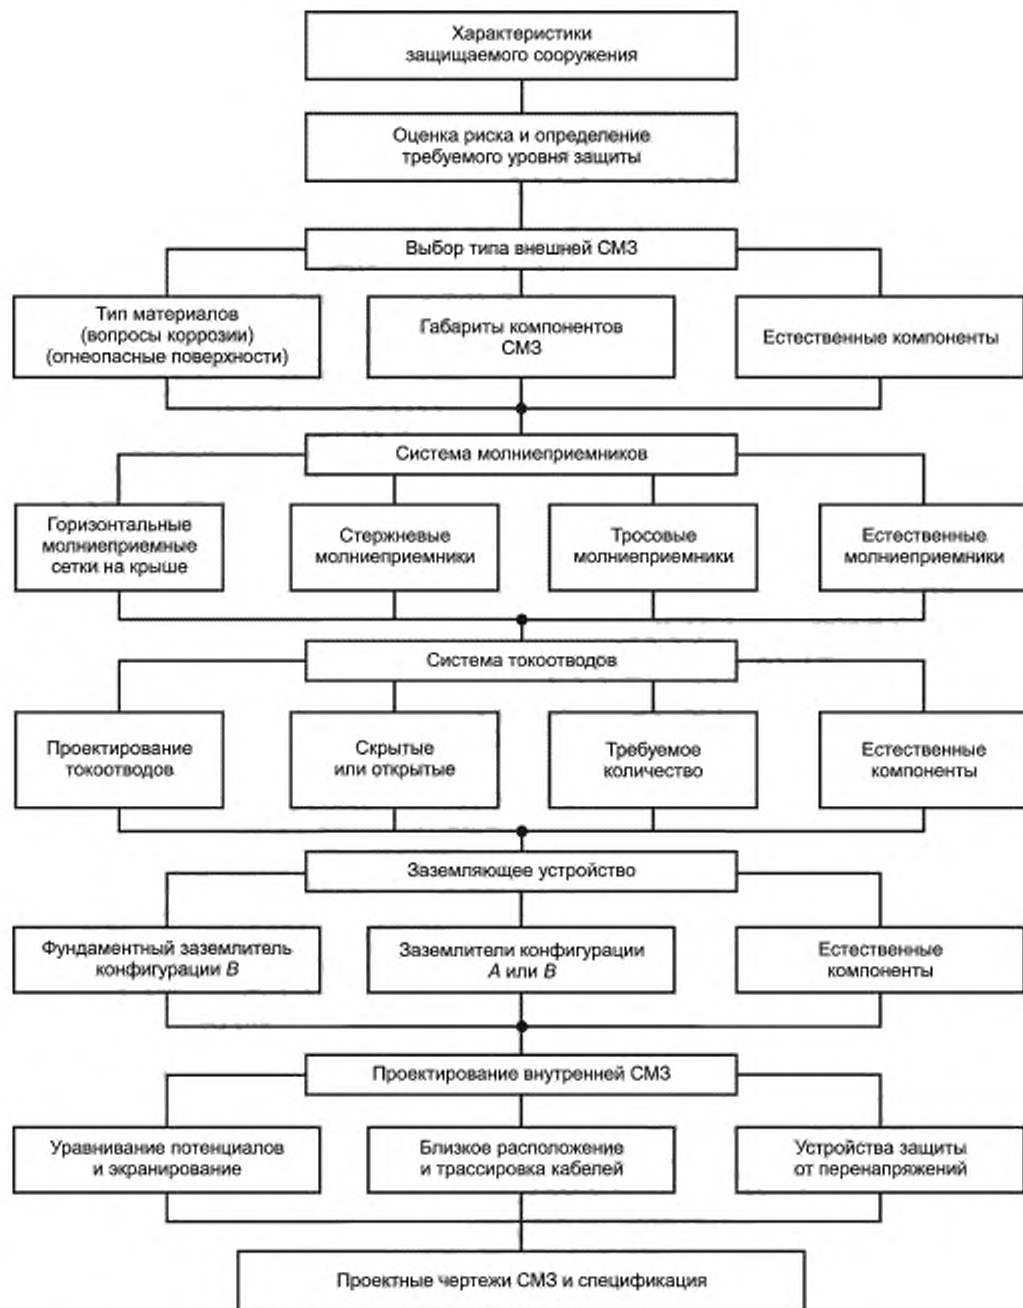 Характеристики
защищаемого сооружения
Оценка риска и определение
требуемого уровня защиты
Выбор типа внешней СМЗ
Тип материалов
(вопросы коррозии)
(огнеопасные поверхности)
Габариты компонентов
СМЗ
Естественные компоненты
Система молниеприемников
Горизонтальные
молниеприемные
сетки на крыше
Стержневые
молниеприемники
Тросовые
молниеприемники
Естественные
молниеприемники
Система токоотводов
Проектирование
токоотводов
Скрытые
или открытые
Требуемое
количество
Естественные
компоненты
Заземляющее устройство
Фундаментный заземлитель
конфигурации В
Заземлители конфигурации
А или В
Естественные
компоненты
Проектирование внутренней СМЗ
Уравнивание потенциалов
и экранирование
Близкое расположение
и трассировка кабелей
Устройства защиты
от перенапряжений
Проектные чертежи СМЗ и спецификация